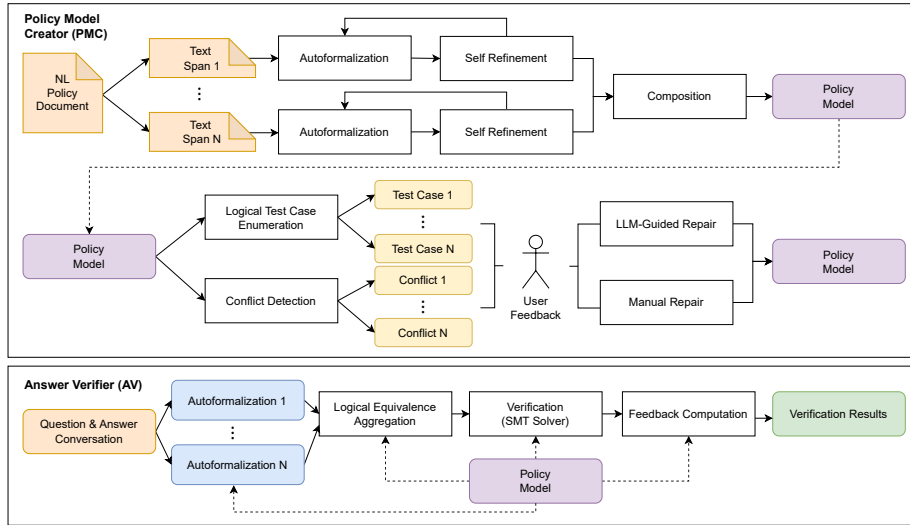 Policy Model
Creator (PMC)
NL
Policy
Document
Text
Span 1
...
Text
Span N
Autoformalization
Self Refinement
Autoformalization
Self Refinement
Composition
Policy
Model
Policy
Model
Logical Test Case
Enumeration
Conflict Detection
Test Case 1
...
Test Case N
Conflict 1
...
Conflict N
User
Feedback
LLM-Guided Repair
Manual Repair
Policy
Model
Answer Verifier (AV)
Question & Answer
Conversation
Autoformalization 1
...
Autoformalization N
Logical Equivalence
Aggregation
Verification
(SMT Solver)
Feedback Computation
Verification Results
Policy
Model